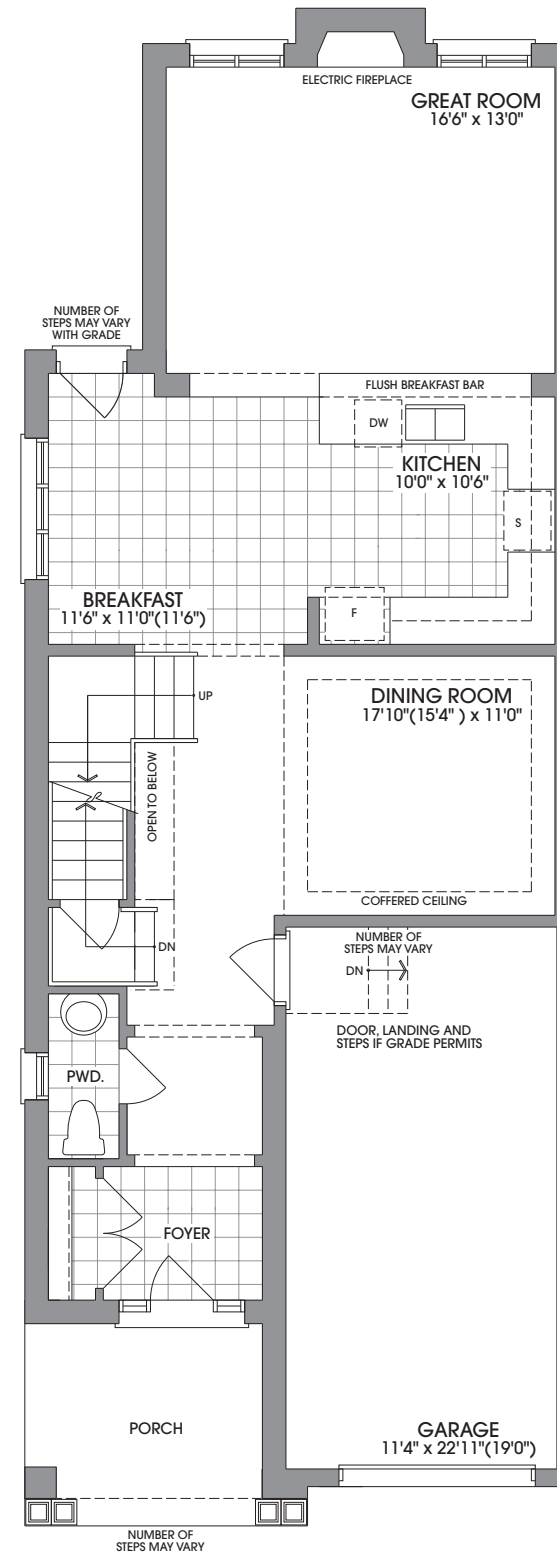 ELECTRIC FIREPLACE
GREAT ROOM
16'6" x 13'0"
NUMBER OF
STEPS MAY VARY
WITH GRADE
FLUSH BREAKFAST BAR
DW
KITCHEN
10'0" x 10'6"
S
BREAKFAST
11'6" x 11'0"(11'6")
F
UP
DINING ROOM
17'10"(15'4" ) x 11'0"
OPEN TO BELOW
COFFERED CEILING
DN
NUMBER OF
STEPS MAY VARY
DN
DOOR, LANDING AND
STEPS IF GRADE PERMITS
PWD.
FOYER
PORCH
GARAGE
11'4" x 22'11"(19'0")
NUMBER OF
STEPS MAY VARY